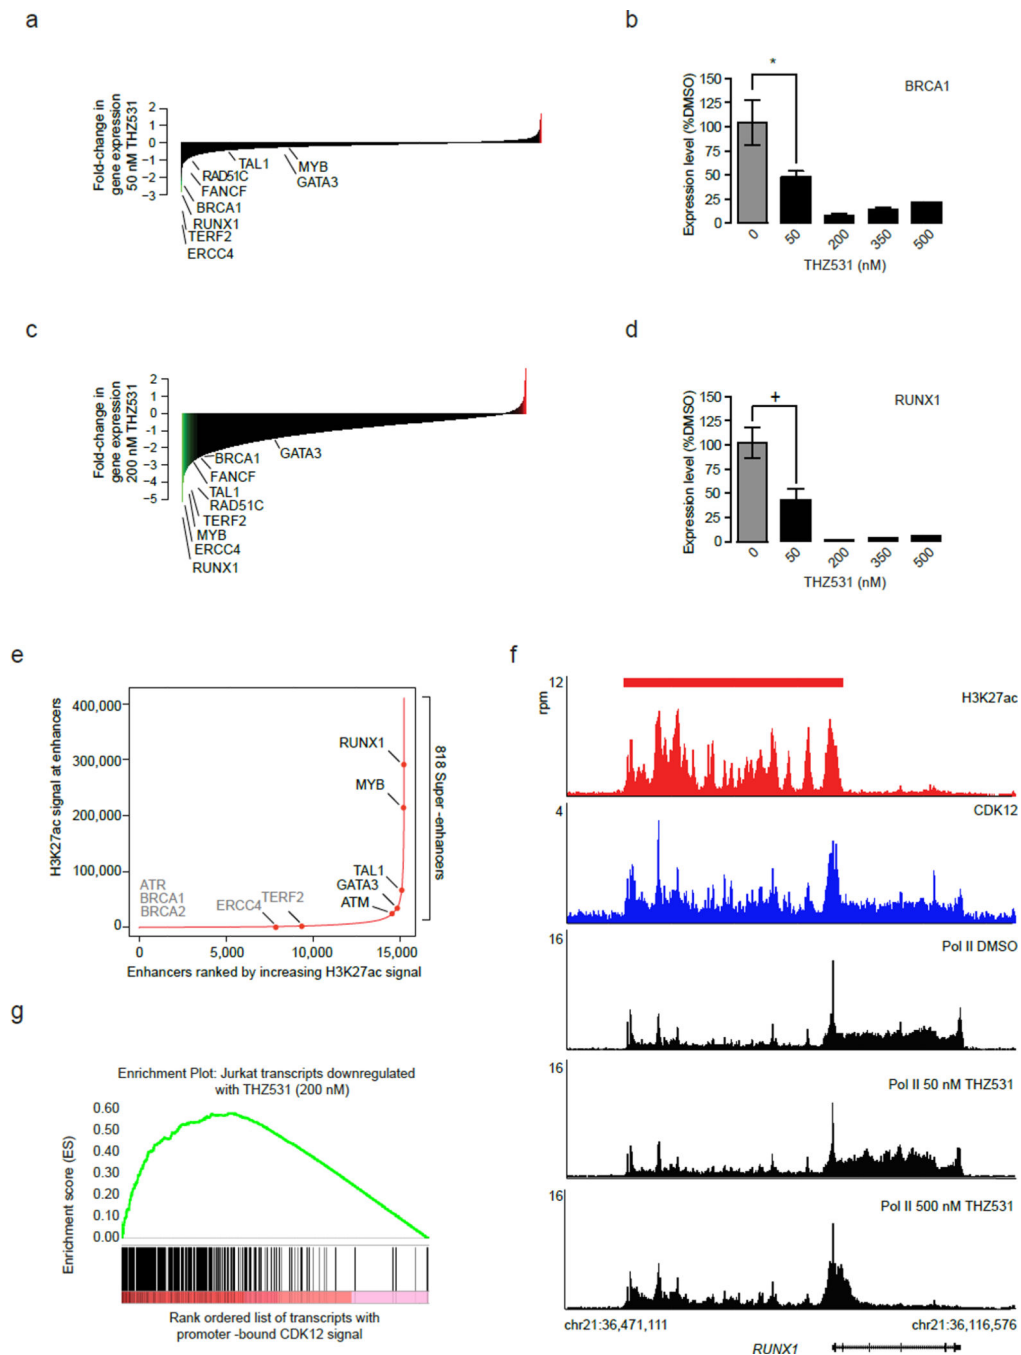 a
Fold-change in
gene expression
50 nM THZ531
2
1
0
−1
−2
−3
TAL1
MYB
GATA3
RAD51C
FANCF
BRCA1
RUNX1
TERF2
ERCC4
b
BRCA1
*
Expression level (%DMSO)
150
125
100
75
50
25
0
0
50
200
350
500
THZ531 (nM)
c
Fold-change in
gene expression
200 nM THZ531
2
1
0
−1
−2
−3
−4
−5
BRCA1
GATA3
FANCF
TAL1
RAD51C
TERF2
MYB
ERCC4
RUNX1
d
RUNX1
+
Expression level (%DMSO)
150
125
100
75
50
25
0
0
50
200
350
500
THZ531 (nM)
e
H3K27ac signal at enhancers
400,000
300,000
200,000
100,000
0
RUNX1
MYB
TAL1
GATA3
ATM
ATR
BRCA1
BRCA2
ERCC4
TERF2
818 Super -enhancers
0
5,000
10,000
15,000
Enhancers ranked by increasing H3K27ac signal
f
rpm
12
H3K27ac
4
CDK12
16
Pol II DMSO
16
Pol II 50 nM THZ531
16
Pol II 500 nM THZ531
chr21:36,471,111
chr21:36,116,576
RUNX1
g
Enrichment Plot: Jurkat transcripts downregulated
with THZ531 (200 nM)
Enrichment score (ES)
0.60
0.50
0.40
0.30
0.20
0.10
0.00
Rank ordered list of transcripts with
promoter -bound CDK12 signal